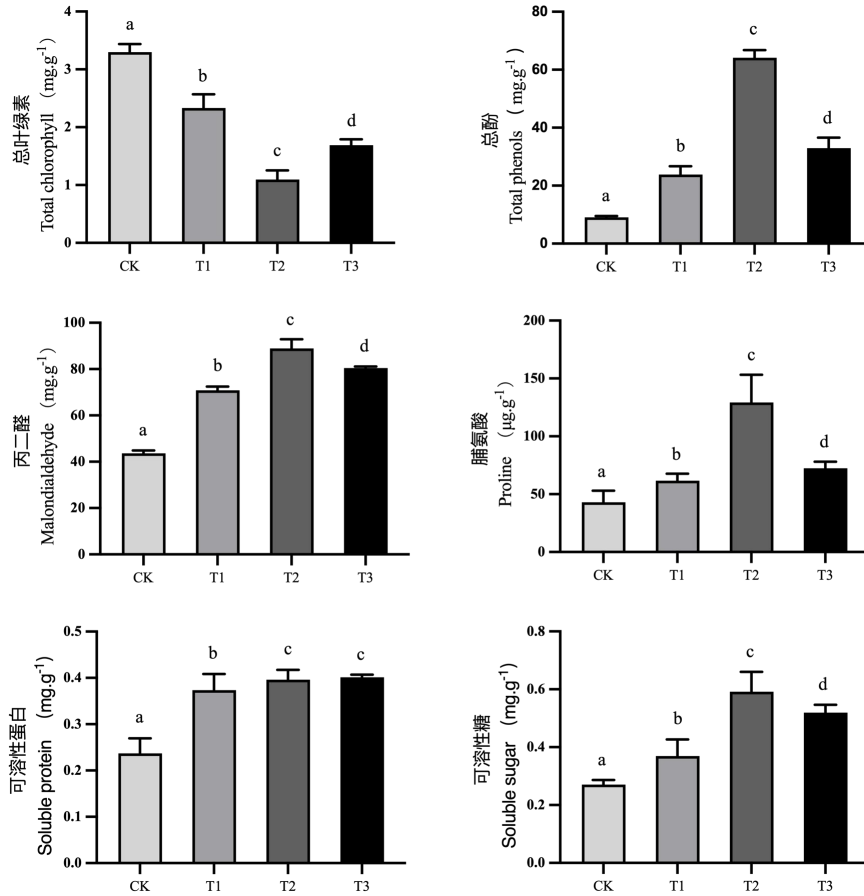 总叶绿素
Total chlorophyll （mg.g⁻¹）
4
3
2
1
0
a
b
c
d
CK
T1
T2
T3
总酚
Total phenols ( mg.g⁻¹ )
80
60
40
20
0
a
b
c
d
CK
T1
T2
T3
丙二醛
Malondialdehyde （mg.g⁻¹）
100
80
60
40
20
0
a
b
c
d
CK
T1
T2
T3
脯氨酸
Proline （μg.g⁻¹）
200
150
100
50
0
a
b
c
d
CK
T1
T2
T3
可溶性蛋白
Soluble protein （mg.g⁻¹)
0.5
0.4
0.3
0.2
0.1
0.0
a
b
c
c
CK
T1
T2
T3
可溶性糖
Soluble sugar（mg.g⁻¹）
0.8
0.6
0.4
0.2
0.0
a
b
c
d
CK
T1
T2
T3